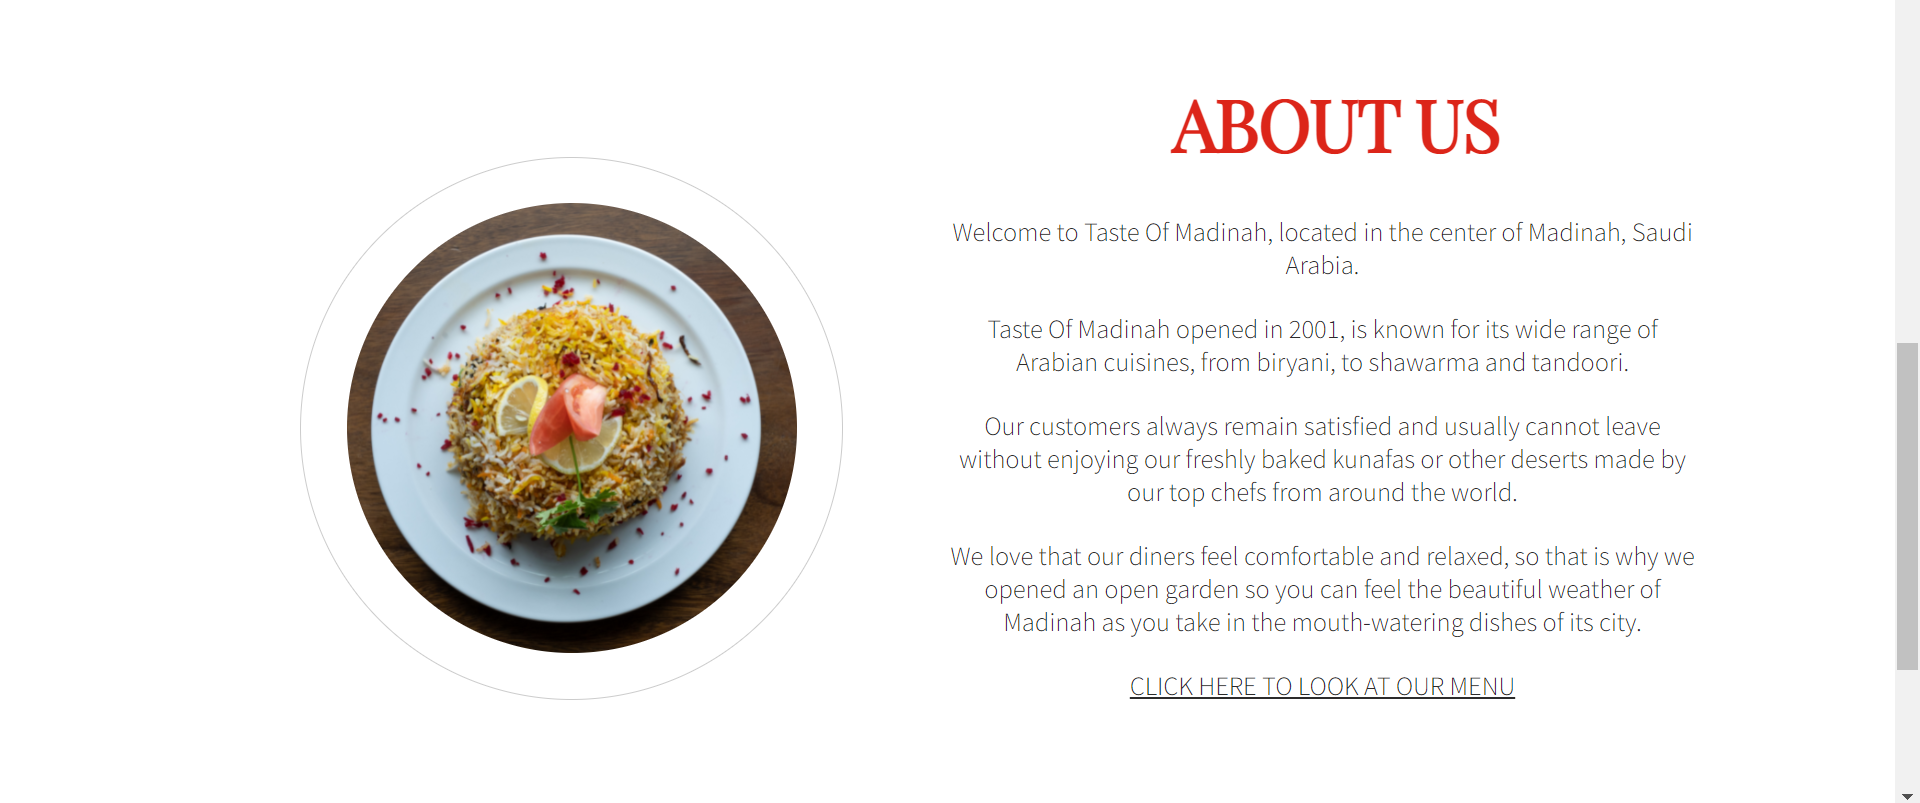 ABOUT US
Welcome to Taste Of Madinah, located in the center of Madinah, Saudi
Arabia.
Taste Of Madinah opened in 2001, is known for its wide range of
Arabian cuisines, from biryani, to shawarma and tandoori.
Our customers always remain satisfied and usually cannot leave
without enjoying our freshly baked kunafas or other deserts made by
our top chefs from around the world.
We love that our diners feel comfortable and relaxed, so that is why we
opened an open garden so you can feel the beautiful weather of
Madinah as you take in the mouth-watering dishes of its city.
CLICK HERE TO LOOK AT OUR MENU